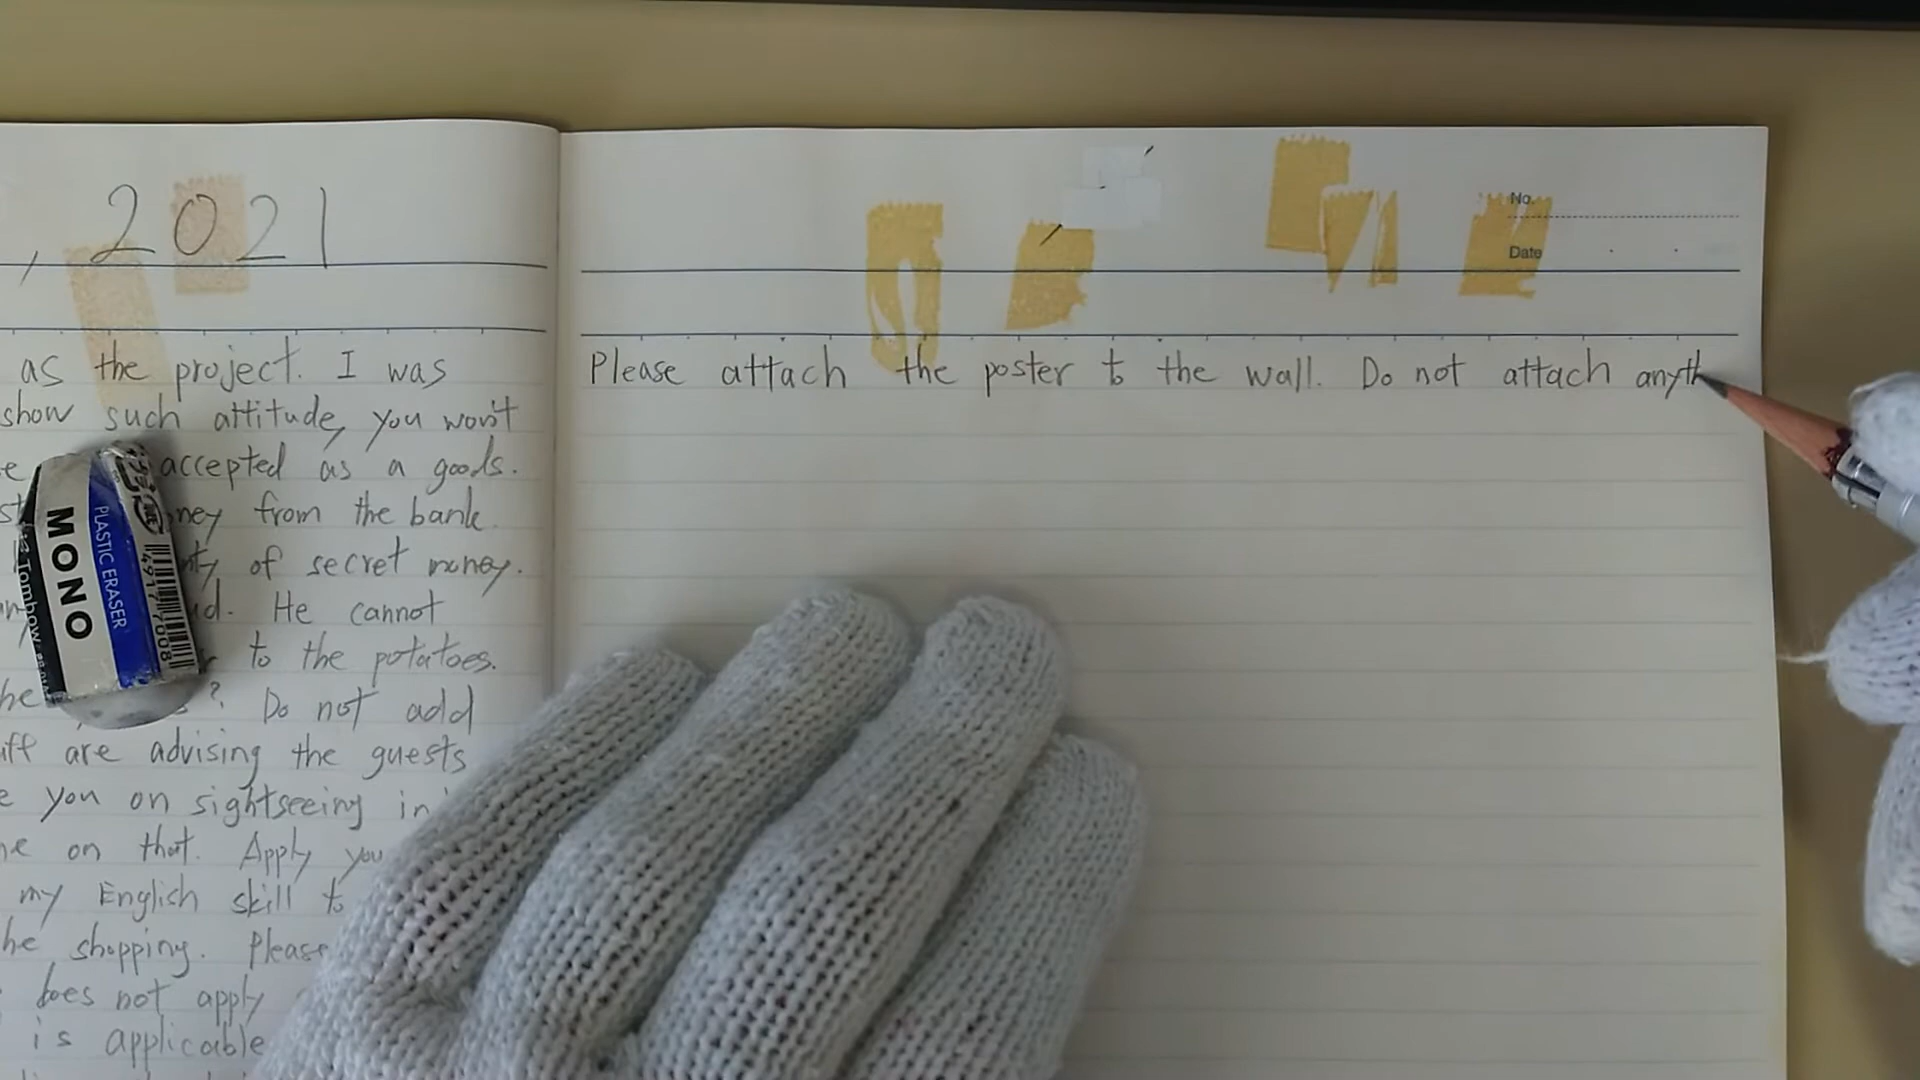 , 2021
as the project. I was
show such attitude, you won't
accepted as a goods.
from the bank.
of secret money.
He cannot
to the potatoes.
? Do not add
are advising the guests
you on sightseeing in
on that. Apply you
my English skill to
shopping. Please
does not apply
is applicable
MONO
PLASTIC ERASER
Tombow
No.
Date
Please attach the poster to the wall. Do not attach anyth